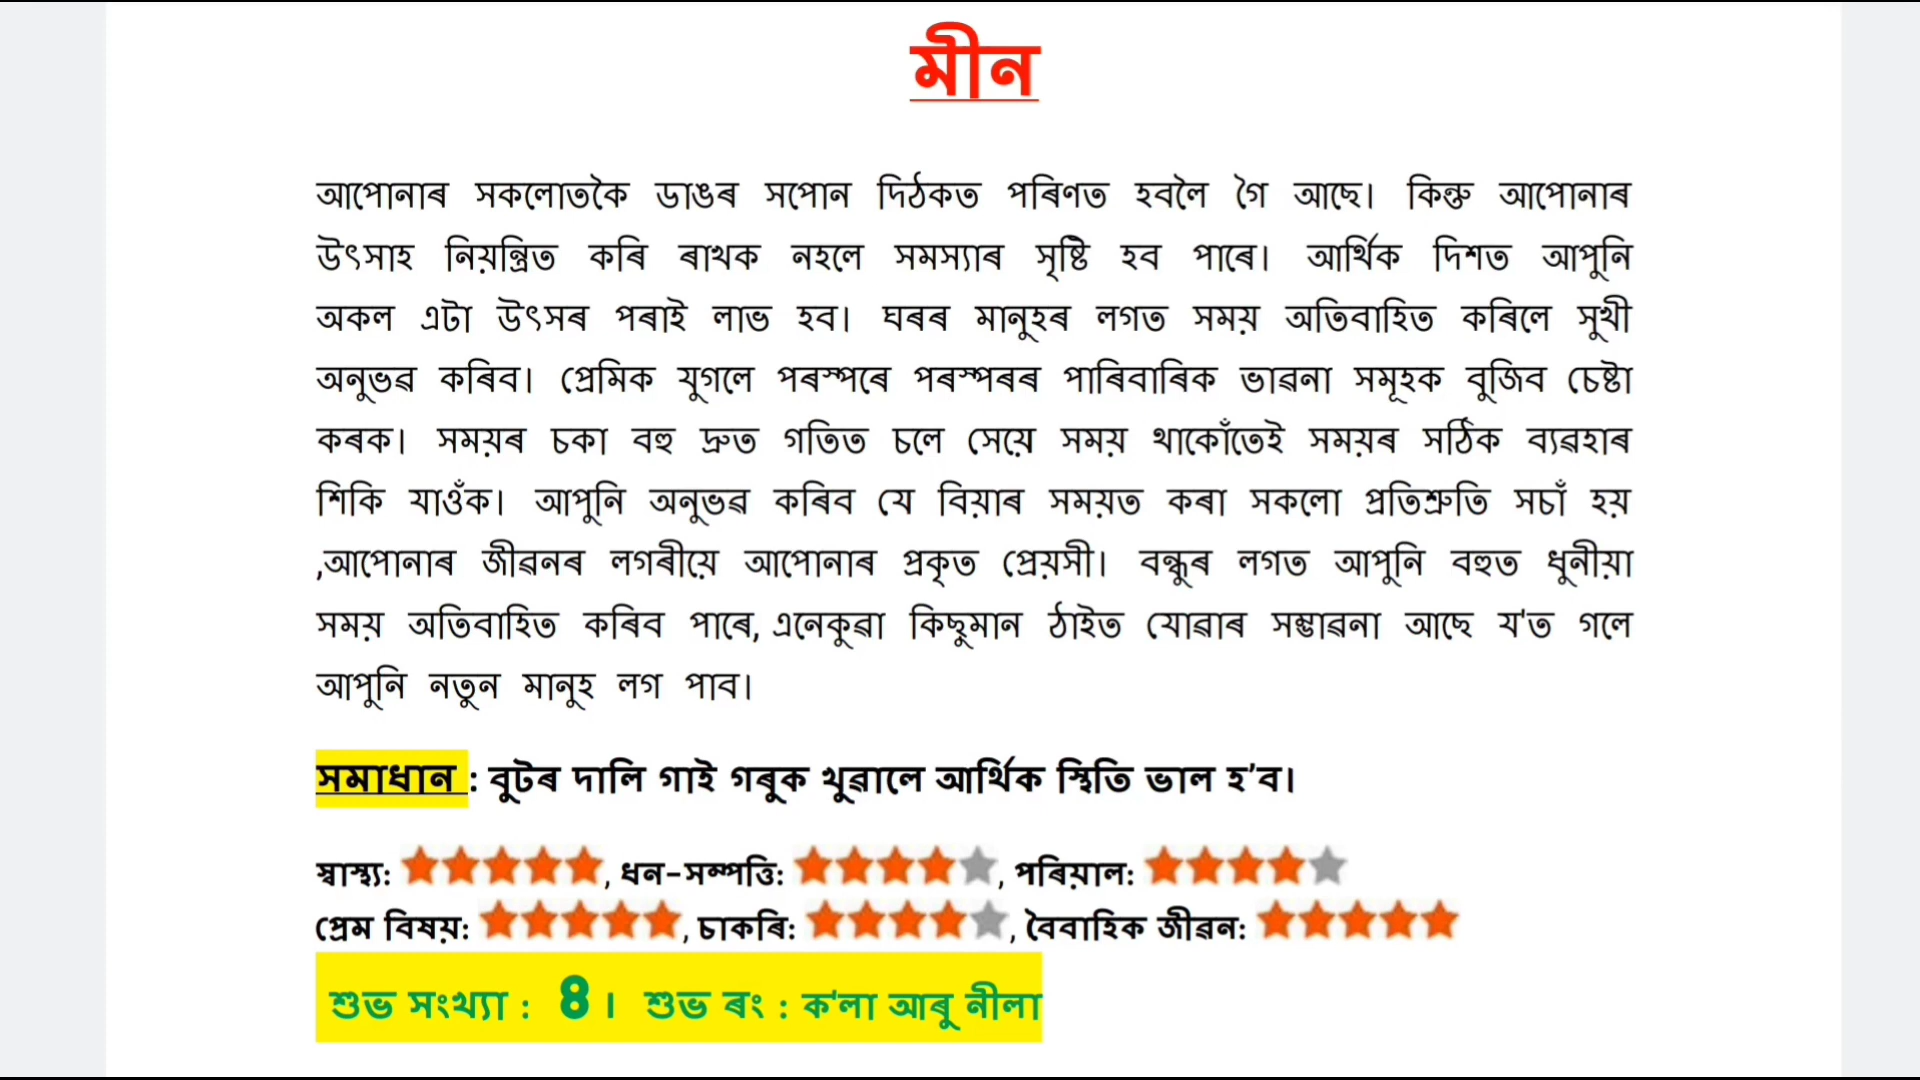 মীন
আপোনাৰ সকলোতকৈ ডাঙৰ সপোন দিঠকত পৰিণত হবলৈ গৈ আছে। কিন্তু আপোনাৰ
উৎসাহ নিয়ন্ত্ৰিত কৰি ৰাখক নহলে সমস্যাৰ সৃষ্টি হব পাৰে। আৰ্থিক দিশত আপুনি
অকল এটা উৎসৰ পৰাই লাভ হব। ঘৰৰ মানুহৰ লগত সময় অতিবাহিত কৰিলে সুখী
অনুভৱ কৰিব। প্ৰেমিক যুগলে পৰস্পৰে পৰস্পৰৰ পাৰিবাৰিক ভাৱনা সমূহক বুজিব চেষ্টা
কৰক। সময়ৰ চকা বহু দ্ৰুত গতিত চলে সেয়ে সময় থাকোঁতেই সময়ৰ সঠিক ব্যৱহাৰ
শিকি যাওঁক। আপুনি অনুভৱ কৰিব যে বিয়াৰ সময়ত কৰা সকলো প্ৰতিশ্ৰুতি সচাঁ হয়
,আপোনাৰ জীৱনৰ লগৰীয়ে আপোনাৰ প্ৰকৃত প্ৰেয়সী। বন্ধুৰ লগত আপুনি বহুত ধুনীয়া
সময় অতিবাহিত কৰিব পাৰে, এনেকুৱা কিছুমান ঠাইত যোৱাৰ সম্ভাৱনা আছে য'ত গলে
আপুনি নতুন মানুহ লগ পাব।
সমাধান : বুটৰ দালি গাই গৰুক খুৱালে আৰ্থিক স্থিতি ভাল হ'ব।
স্বাস্থ্য: , ধন-সম্পত্তি: , পৰিয়াল:
প্ৰেম বিষয়: , চাকৰি: , বৈবাহিক জীৱন:
শুভ সংখ্যা : 8 । শুভ ৰং : ক'লা আৰু নীলা